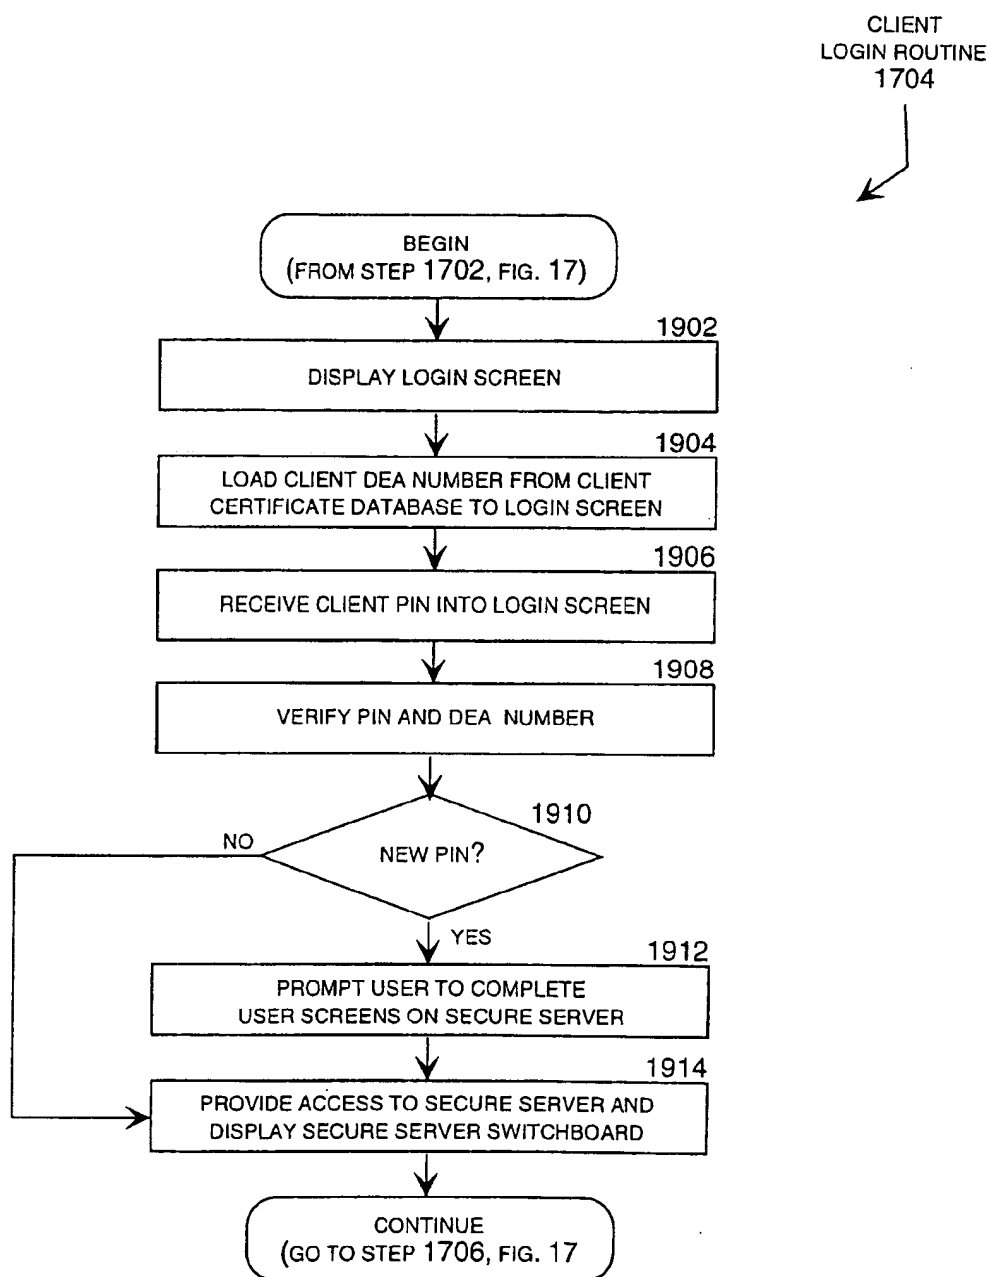 CLIENT
LOGIN ROUTINE
1704
BEGIN
(FROM STEP 1702, FIG. 17)
1902
DISPLAY LOGIN SCREEN
1904
LOAD CLIENT DEA NUMBER FROM CLIENT
CERTIFICATE DATABASE TO LOGIN SCREEN
1906
RECEIVE CLIENT PIN INTO LOGIN SCREEN
1908
VERIFY PIN AND DEA NUMBER
1910
NEW PIN?
NO
YES
1912
PROMPT USER TO COMPLETE
USER SCREENS ON SECURE SERVER
1914
PROVIDE ACCESS TO SECURE SERVER AND
DISPLAY SECURE SERVER SWITCHBOARD
CONTINUE
(GO TO STEP 1706, FIG. 17